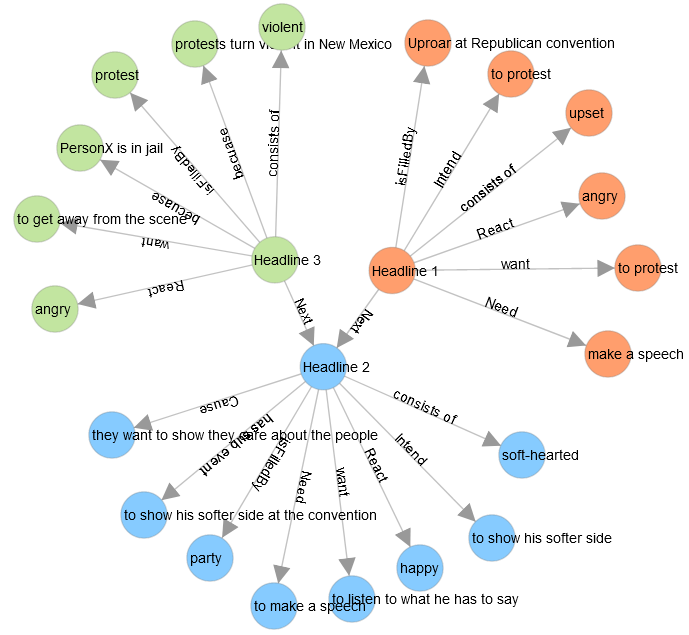 violent
protests turn violent in New Mexico
Uproar at Republican convention
protest
to protest
upset
PersonX is in jail
angry
to get away from the scene
Headline 3
Headline 1
to protest
angry
make a speech
Headline 2
they want to show they care about the people
soft-hearted
to show his softer side at the convention
to show his softer side
party
happy
to make a speech
to listen to what he has to say
consists of
becuase
isFilledBy
becuase
want
React
Next
isFilledBy
Intend
consists of
React
want
Need
Next
Cause
has sub event
isFilledBy
Need
want
React
Intend
consists of